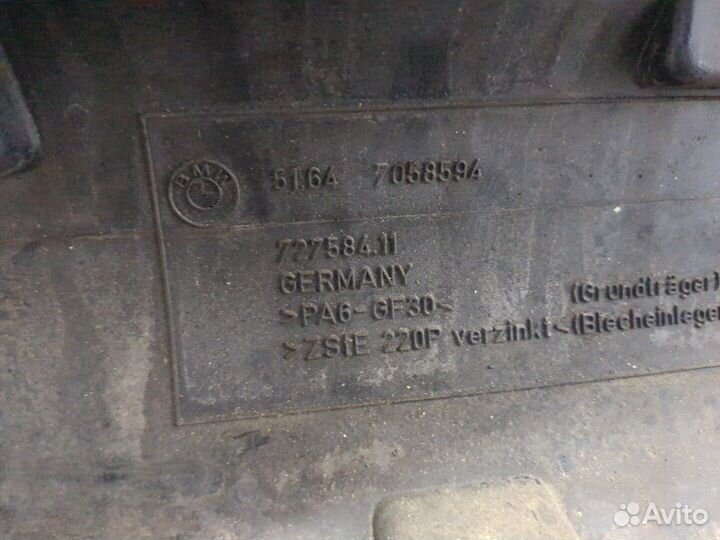 BMW 51.64 7058594
727584.11
GERMANY
>PA6-GF30< (Grundträger)
>ZStE 220P verzinkt<(Blecheinleger
Avito